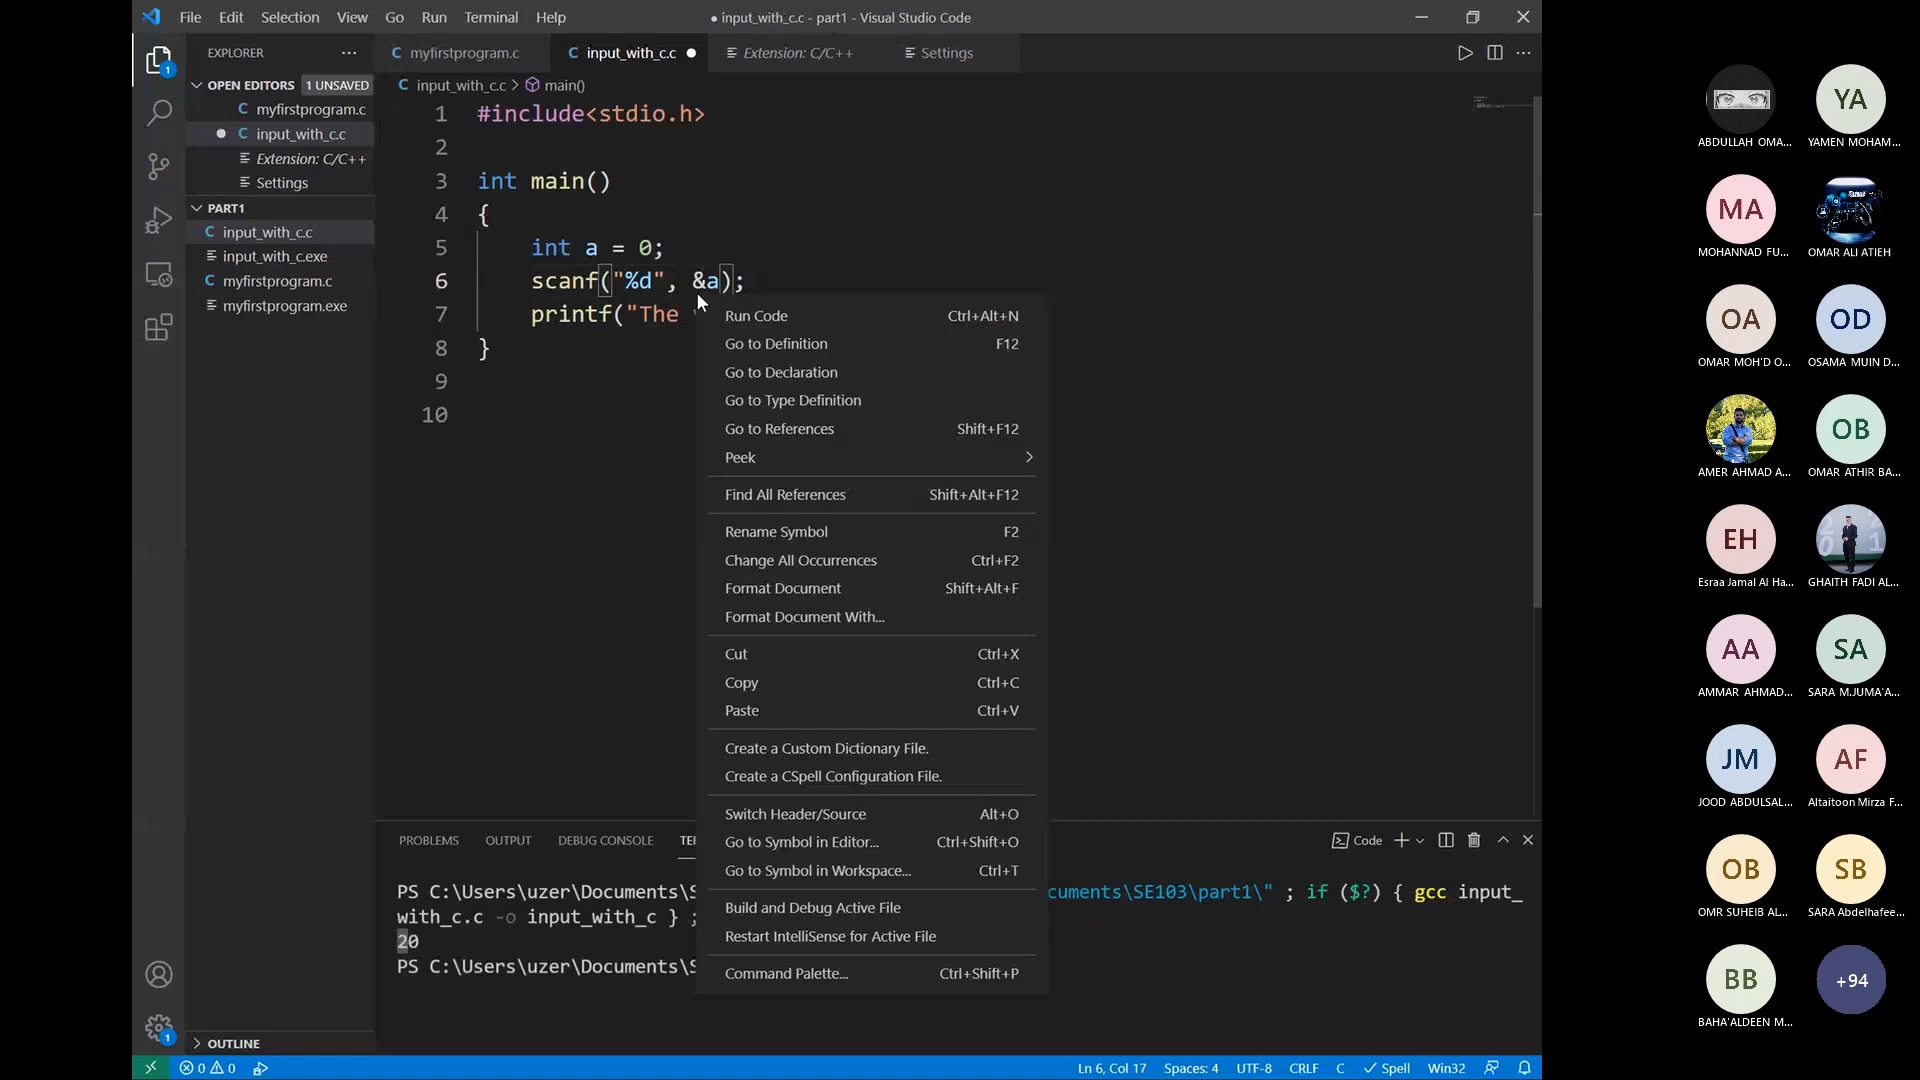 File Edit Selection View Go Run Terminal Help
● input_with_c.c - part1 - Visual Studio Code
EXPLORER ···
OPEN EDITORS 1 UNSAVED
C myfirstprogram.c
● C input_with_c.c
Extension: C/C++
Settings
PART1
C input_with_c.c
input_with_c.exe
C myfirstprogram.c
myfirstprogram.exe
OUTLINE
C myfirstprogram.c C input_with_c.c ● Extension: C/C++ Settings
C input_with_c.c > main()
1 #include<stdio.h>
2
3 int main()
4 {
5 int a = 0;
6 scanf("%d", &a);
7 printf("The
8 }
9
10
Run Code Ctrl+Alt+N
Go to Definition F12
Go to Declaration
Go to Type Definition
Go to References Shift+F12
Peek >
Find All References Shift+Alt+F12
Rename Symbol F2
Change All Occurrences Ctrl+F2
Format Document Shift+Alt+F
Format Document With...
Cut Ctrl+X
Copy Ctrl+C
Paste Ctrl+V
Create a Custom Dictionary File.
Create a CSpell Configuration File.
Switch Header/Source Alt+O
Go to Symbol in Editor... Ctrl+Shift+O
Go to Symbol in Workspace... Ctrl+T
Build and Debug Active File
Restart IntelliSense for Active File
Command Palette... Ctrl+Shift+P
PROBLEMS OUTPUT DEBUG CONSOLE TE
Code
PS C:\Users\uzer\Documents\S ocuments\SE103\part1\" ; if ($?) { gcc input_
with_c.c -o input_with_c } ;
20
PS C:\Users\uzer\Documents\S
1
1
0 0
Ln 6, Col 17 Spaces: 4 UTF-8 CRLF C Spell Win32
ABDULLAH OMA...
YA
YAMEN MOHAM...
MA
MOHANNAD FU...
OMAR ALI ATIEH
OA
OMAR MOH'D O...
OD
OSAMA MUIN D...
AMER AHMAD A...
OB
OMAR ATHIR BA...
EH
Esraa Jamal Al Ha...
GHAITH FADI AL...
AA
AMMAR AHMAD...
SA
SARA M.JUMA'A...
JM
JOOD ABDULSAL...
AF
Altaitoon Mirza F...
OB
OMR SUHEIB AL...
SB
SARA Abdelhafee...
BB
BAHA'ALDEEN M...
+94